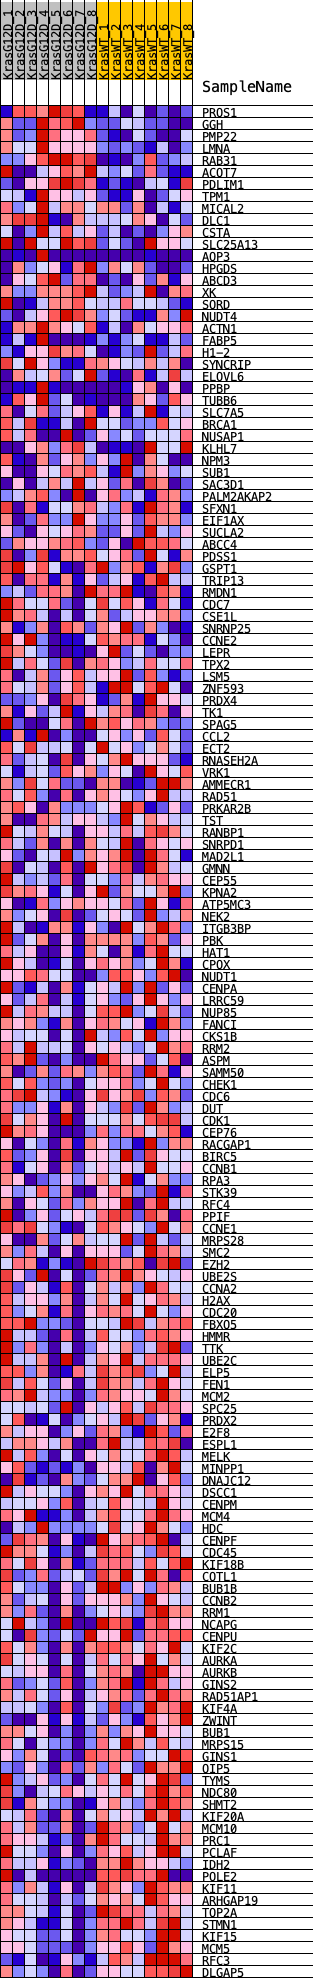 KrasG12D_1
KrasG12D_2
KrasG12D_3
KrasG12D_4
KrasG12D_5
KrasG12D_6
KrasG12D_7
KrasG12D_8
KrasWT_1
KrasWT_2
KrasWT_3
KrasWT_4
KrasWT_5
KrasWT_6
KrasWT_7
KrasWT_8
SampleName
PROS1
GGH
PMP22
LMNA
RAB31
ACOT7
PDLIM1
TPM1
MICAL2
DLC1
CSTA
SLC25A13
AQP3
HPGDS
ABCD3
XK
SORD
NUDT4
ACTN1
FABP5
H1-2
SYNCRIP
ELOVL6
PPBP
TUBB6
SLC7A5
BRCA1
NUSAP1
KLHL7
NPM3
SUB1
SAC3D1
PALM2AKAP2
SFXN1
EIF1AX
SUCLA2
ABCC4
PDSS1
GSPT1
TRIP13
RMDN1
CDC7
CSE1L
SNRNP25
CCNE2
LEPR
TPX2
LSM5
ZNF593
PRDX4
TK1
SPAG5
CCL2
ECT2
RNASEH2A
VRK1
AMMECR1
RAD51
PRKAR2B
TST
RANBP1
SNRPD1
MAD2L1
GMNN
CEP55
KPNA2
ATP5MC3
NEK2
ITGB3BP
PBK
HAT1
CPOX
NUDT1
CENPA
LRRC59
NUP85
FANCI
CKS1B
RRM2
ASPM
SAMM50
CHEK1
CDC6
DUT
CDK1
CEP76
RACGAP1
BIRC5
CCNB1
RPA3
STK39
RFC4
PPIF
CCNE1
MRPS28
SMC2
EZH2
UBE2S
CCNA2
H2AX
CDC20
FBXO5
HMMR
TTK
UBE2C
ELP5
FEN1
MCM2
SPC25
PRDX2
E2F8
ESPL1
MELK
MINPP1
DNAJC12
DSCC1
CENPM
MCM4
HDC
CENPF
CDC45
KIF18B
COTL1
BUB1B
CCNB2
RRM1
NCAPG
CENPU
KIF2C
AURKA
AURKB
GINS2
RAD51AP1
KIF4A
ZWINT
BUB1
MRPS15
GINS1
OIP5
TYMS
NDC80
SHMT2
KIF20A
MCM10
PRC1
PCLAF
IDH2
POLE2
KIF11
ARHGAP19
TOP2A
STMN1
KIF15
MCM5
RFC3
DLGAP5